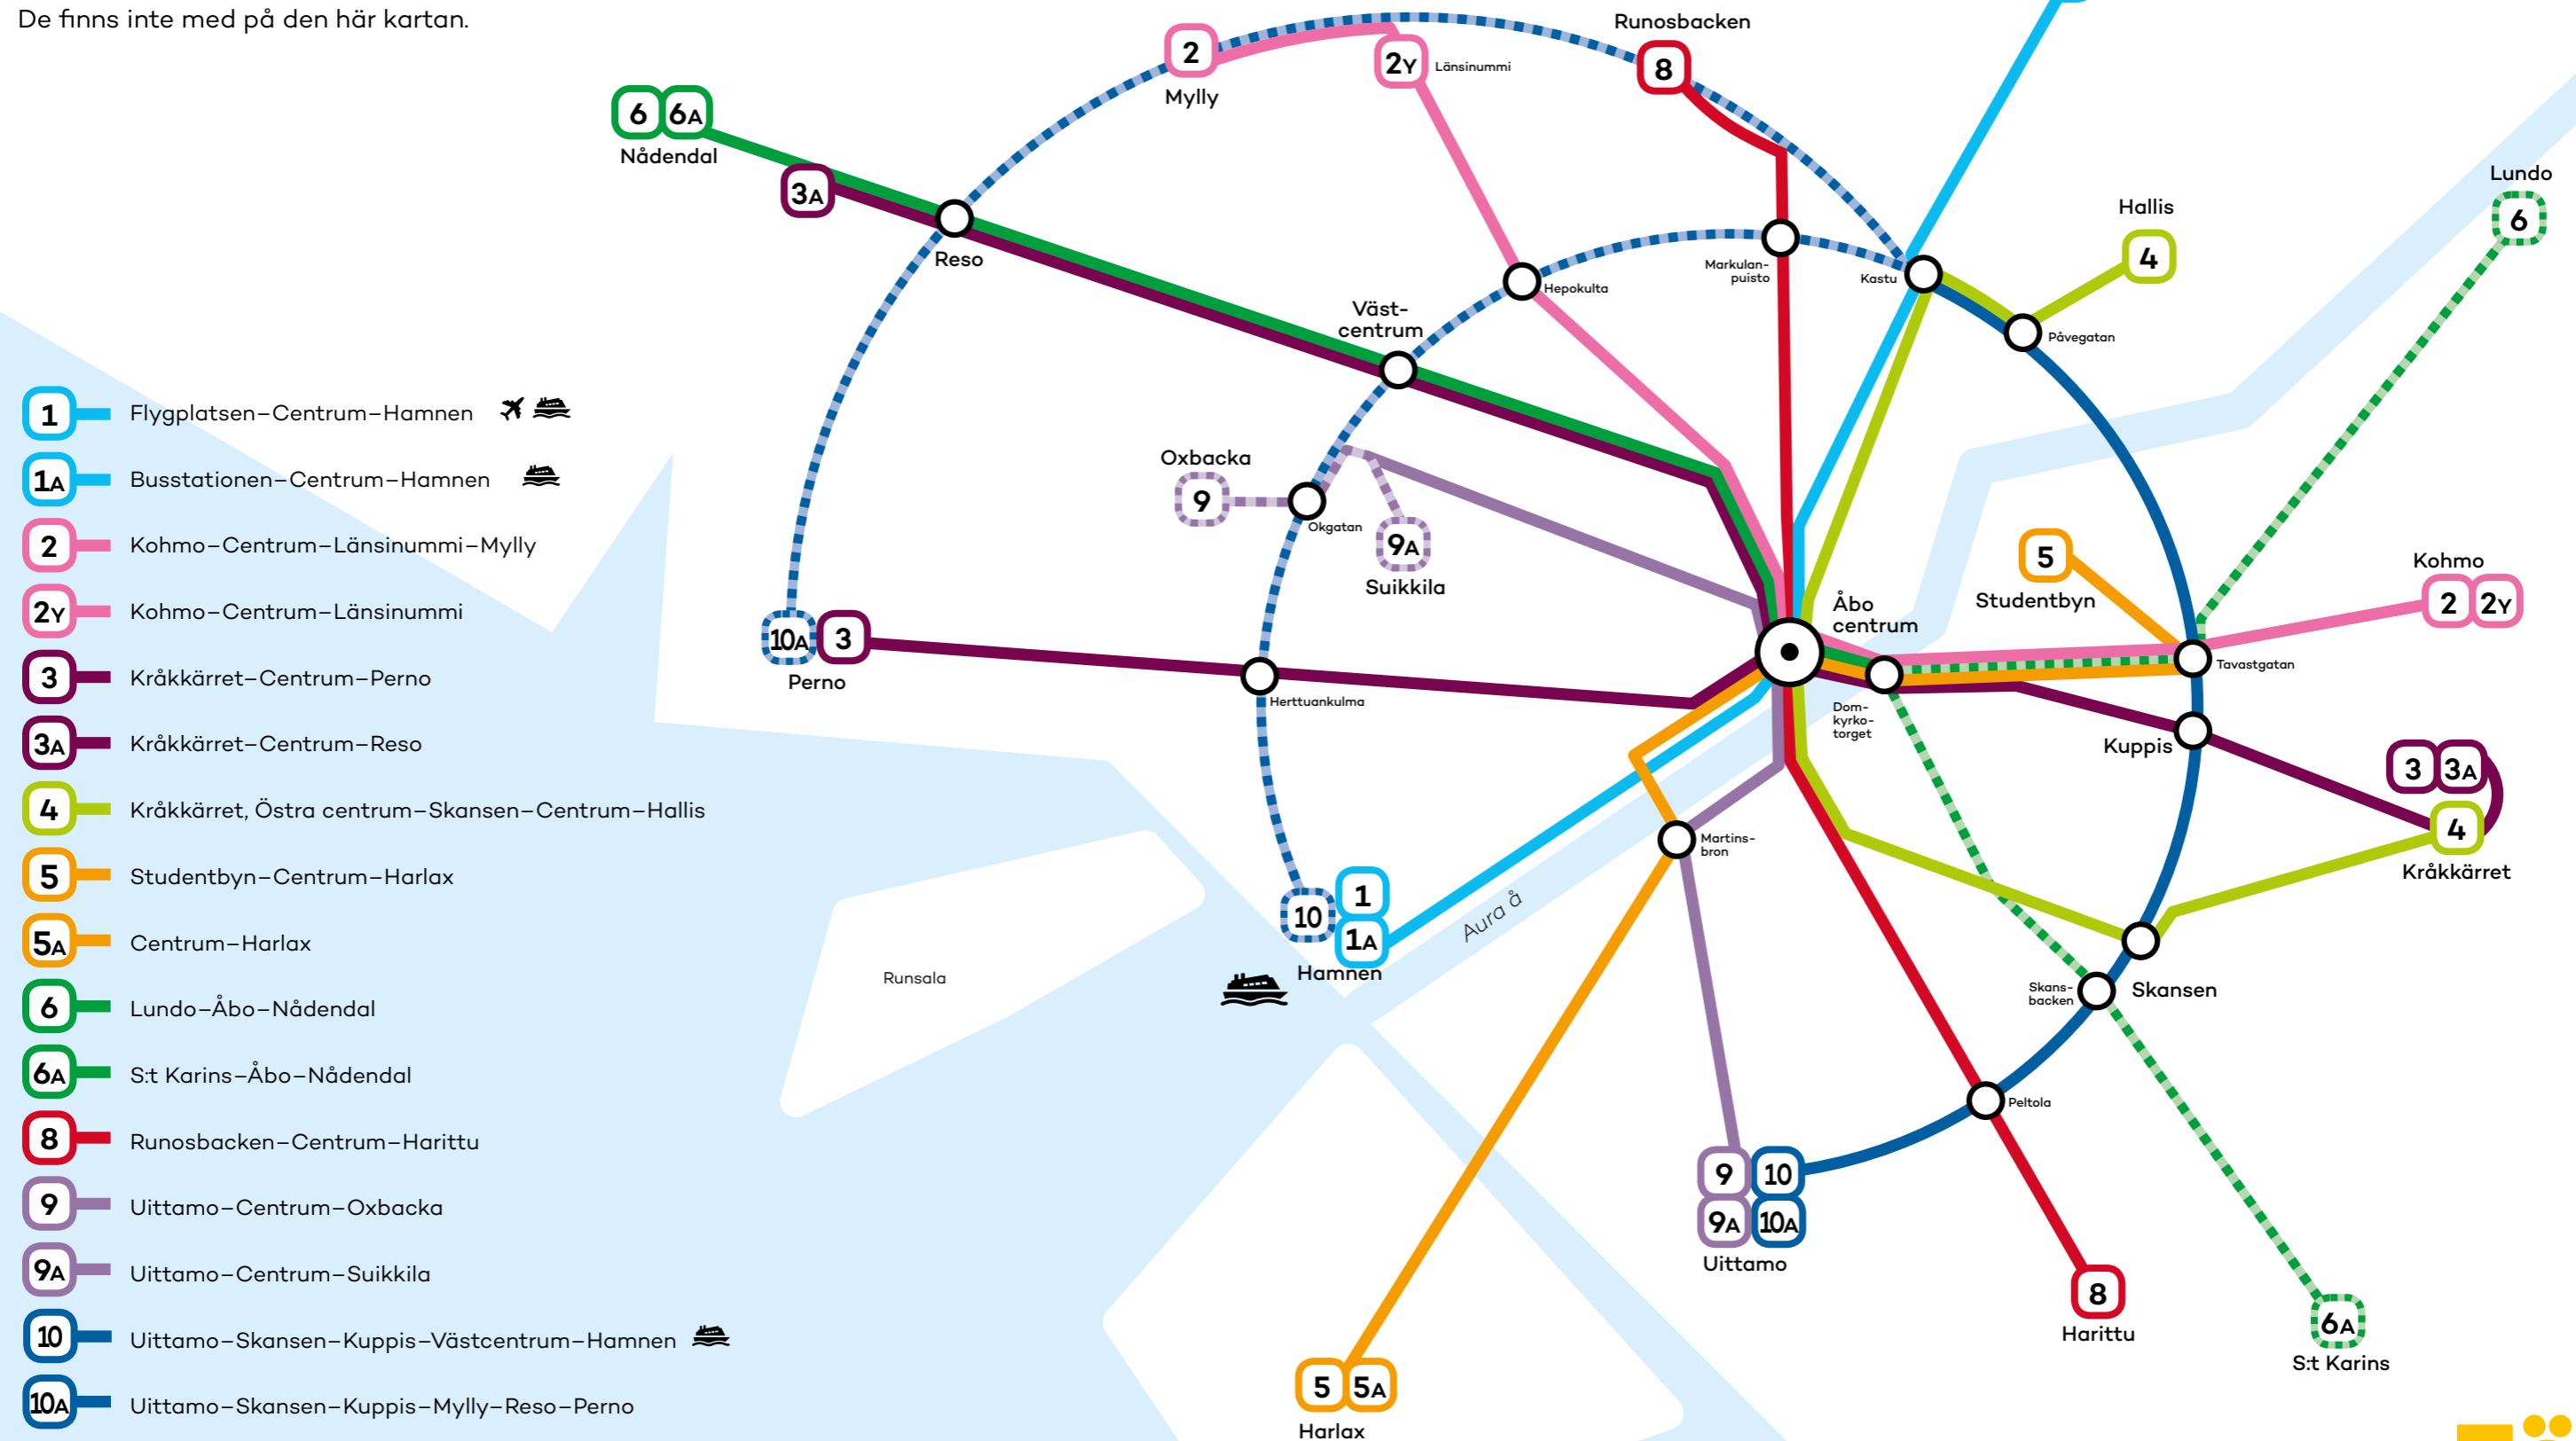 De finns inte med på den här kartan.
1 Flygplatsen–Centrum–Hamnen
1A Busstationen–Centrum–Hamnen
2 Kohmo–Centrum–Länsinummi–Mylly
2Y Kohmo–Centrum–Länsinummi
3 Kråkkärret–Centrum–Perno
3A Kråkkärret–Centrum–Reso
4 Kråkkärret, Östra centrum–Skansen–Centrum–Hallis
5 Studentbyn–Centrum–Harlax
5A Centrum–Harlax
6 Lundo–Åbo–Nådendal
6A S:t Karins–Åbo–Nådendal
8 Runosbacken–Centrum–Harittu
9 Uittamo–Centrum–Oxbacka
9A Uittamo–Centrum–Suikkila
10 Uittamo–Skansen–Kuppis–Västcentrum–Hamnen
10A Uittamo–Skansen–Kuppis–Mylly–Reso–Perno
6 6A
Nådendal
3A
Reso
2
Mylly
2Y Länsinummi
Runosbacken
8
Markulan-
puisto
Kastu
Hepokulta
Väst-
centrum
Hallis
4
Påvegatan
Lundo
6
Oxbacka
9
Okgatan
9A
Suikkila
5
Studentbyn
Kohmo
2 2Y
Åbo
centrum
Tavastgatan
10A 3
Perno
Herttuankulma
Dom-
kyrko-
torget
Kuppis
3 3A
4
Kråkkärret
Martins-
bron
Aura å
10 1
1A
Hamnen
Runsala
Skans-
backen
Skansen
Peltola
9 10
9A 10A
Uittamo
8
Harittu
6A
S:t Karins
5 5A
Harlax